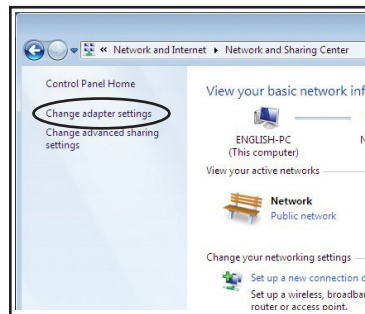 « Network and Internet ▸ Network and Sharing Center
Control Panel Home
Change adapter settings
Change advanced sharing
settings
View your basic network inf
ENGLISH-PC
(This computer)
N
View your active networks
Network
Public network
Change your networking settings
Set up a new connection o
Set up a wireless, broadban
router or access point.